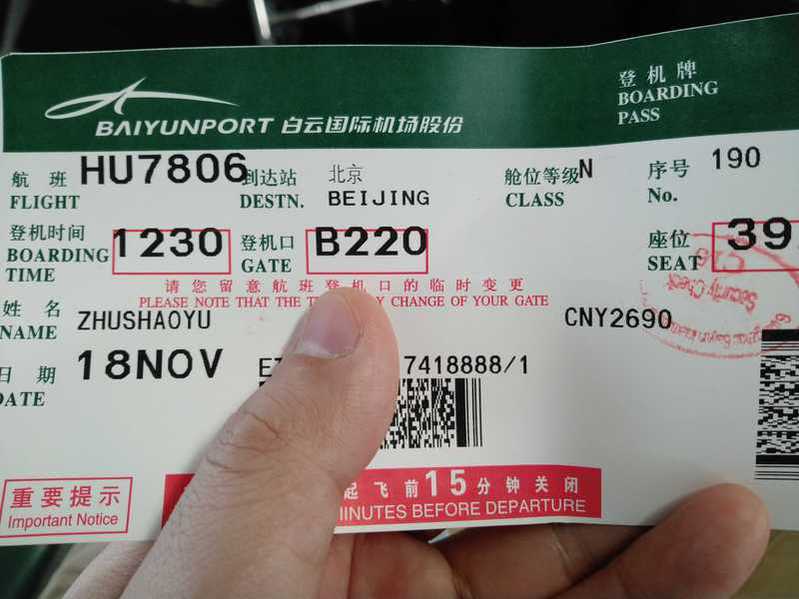 BAIYUNPORT 白云国际机场股份
登机牌
BOARDING
PASS
航班 HU7806 到达站 北京 舱位等级 N 序号 190
FLIGHT DESTN. BEIJING CLASS No.
登机时间 1230 登机口 B220 座位 39
BOARDING TIME GATE SEAT
请您留意航班登机口的临时变更
PLEASE NOTE THAT THE CHANGE OF YOUR GATE
姓名 ZHUSHAOYU CNY2690
NAME
日期 18NOV 7418888/1
DATE
Security Check
重要提示
Important Notice
起飞前15分钟关闭
MINUTES BEFORE DEPARTURE